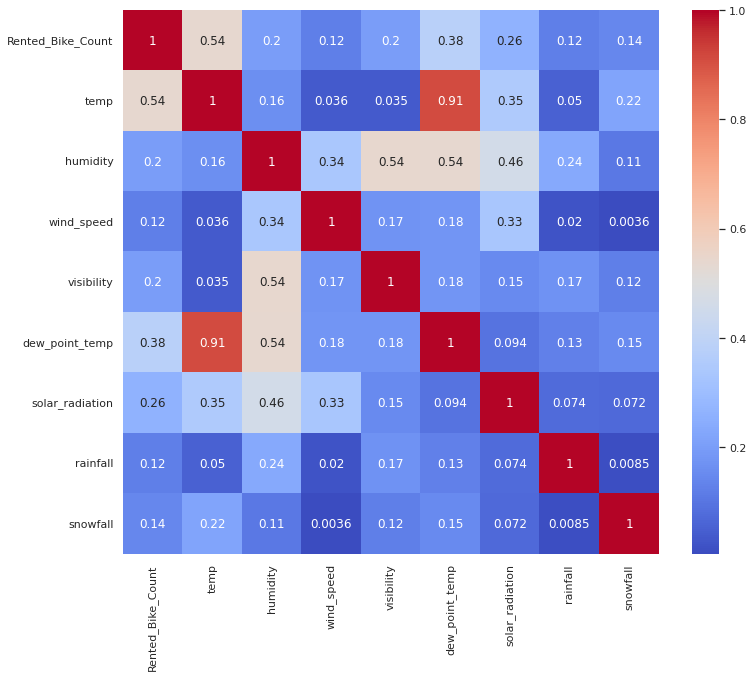 Rented_Bike_Count 1 0.54 0.2 0.12 0.2 0.38 0.26 0.12 0.14
temp 0.54 1 0.16 0.036 0.035 0.91 0.35 0.05 0.22
humidity 0.2 0.16 1 0.34 0.54 0.54 0.46 0.24 0.11
wind_speed 0.12 0.036 0.34 1 0.17 0.18 0.33 0.02 0.0036
visibility 0.2 0.035 0.54 0.17 1 0.18 0.15 0.17 0.12
dew_point_temp 0.38 0.91 0.54 0.18 0.18 1 0.094 0.13 0.15
solar_radiation 0.26 0.35 0.46 0.33 0.15 0.094 1 0.074 0.072
rainfall 0.12 0.05 0.24 0.02 0.17 0.13 0.074 1 0.0085
snowfall 0.14 0.22 0.11 0.0036 0.12 0.15 0.072 0.0085 1
Rented_Bike_Count
temp
humidity
wind_speed
visibility
dew_point_temp
solar_radiation
rainfall
snowfall
1.0
0.8
0.6
0.4
0.2